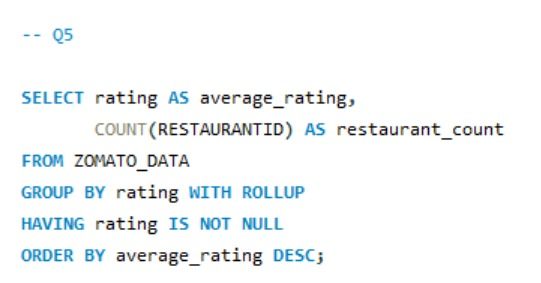 -- Q5
SELECT rating AS average_rating,
COUNT(RESTAURANTID) AS restaurant_count
FROM ZOMATO_DATA
GROUP BY rating WITH ROLLUP
HAVING rating IS NOT NULL
ORDER BY average_rating DESC;